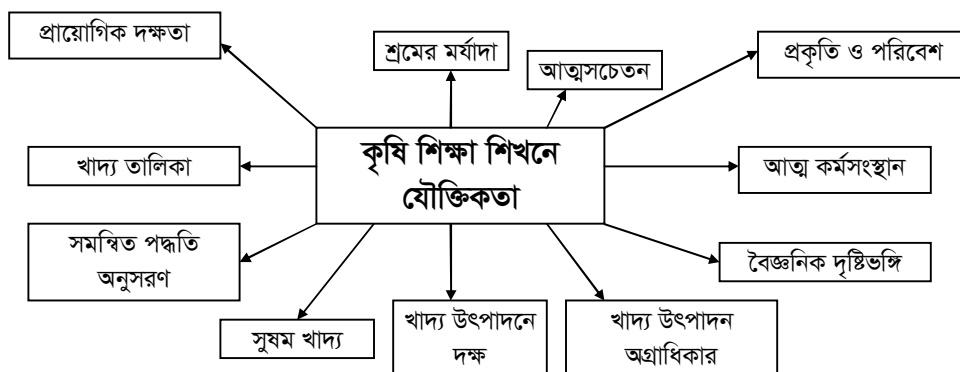 প্রায়োগিক দক্ষতা
শ্রমের মর্যাদা
আত্মসচেতন
প্রকৃতি ও পরিবেশ
কৃষি শিক্ষা শিখনে
যৌক্তিকতা
খাদ্য তালিকা
আত্ম কর্মসংস্থান
সমন্বিত পদ্ধতি
অনুসরণ
বৈজ্ঞনিক দৃষ্টিভঙ্গি
সুষম খাদ্য
খাদ্য উৎপাদনে
দক্ষ
খাদ্য উৎপাদন
অগ্রাধিকার